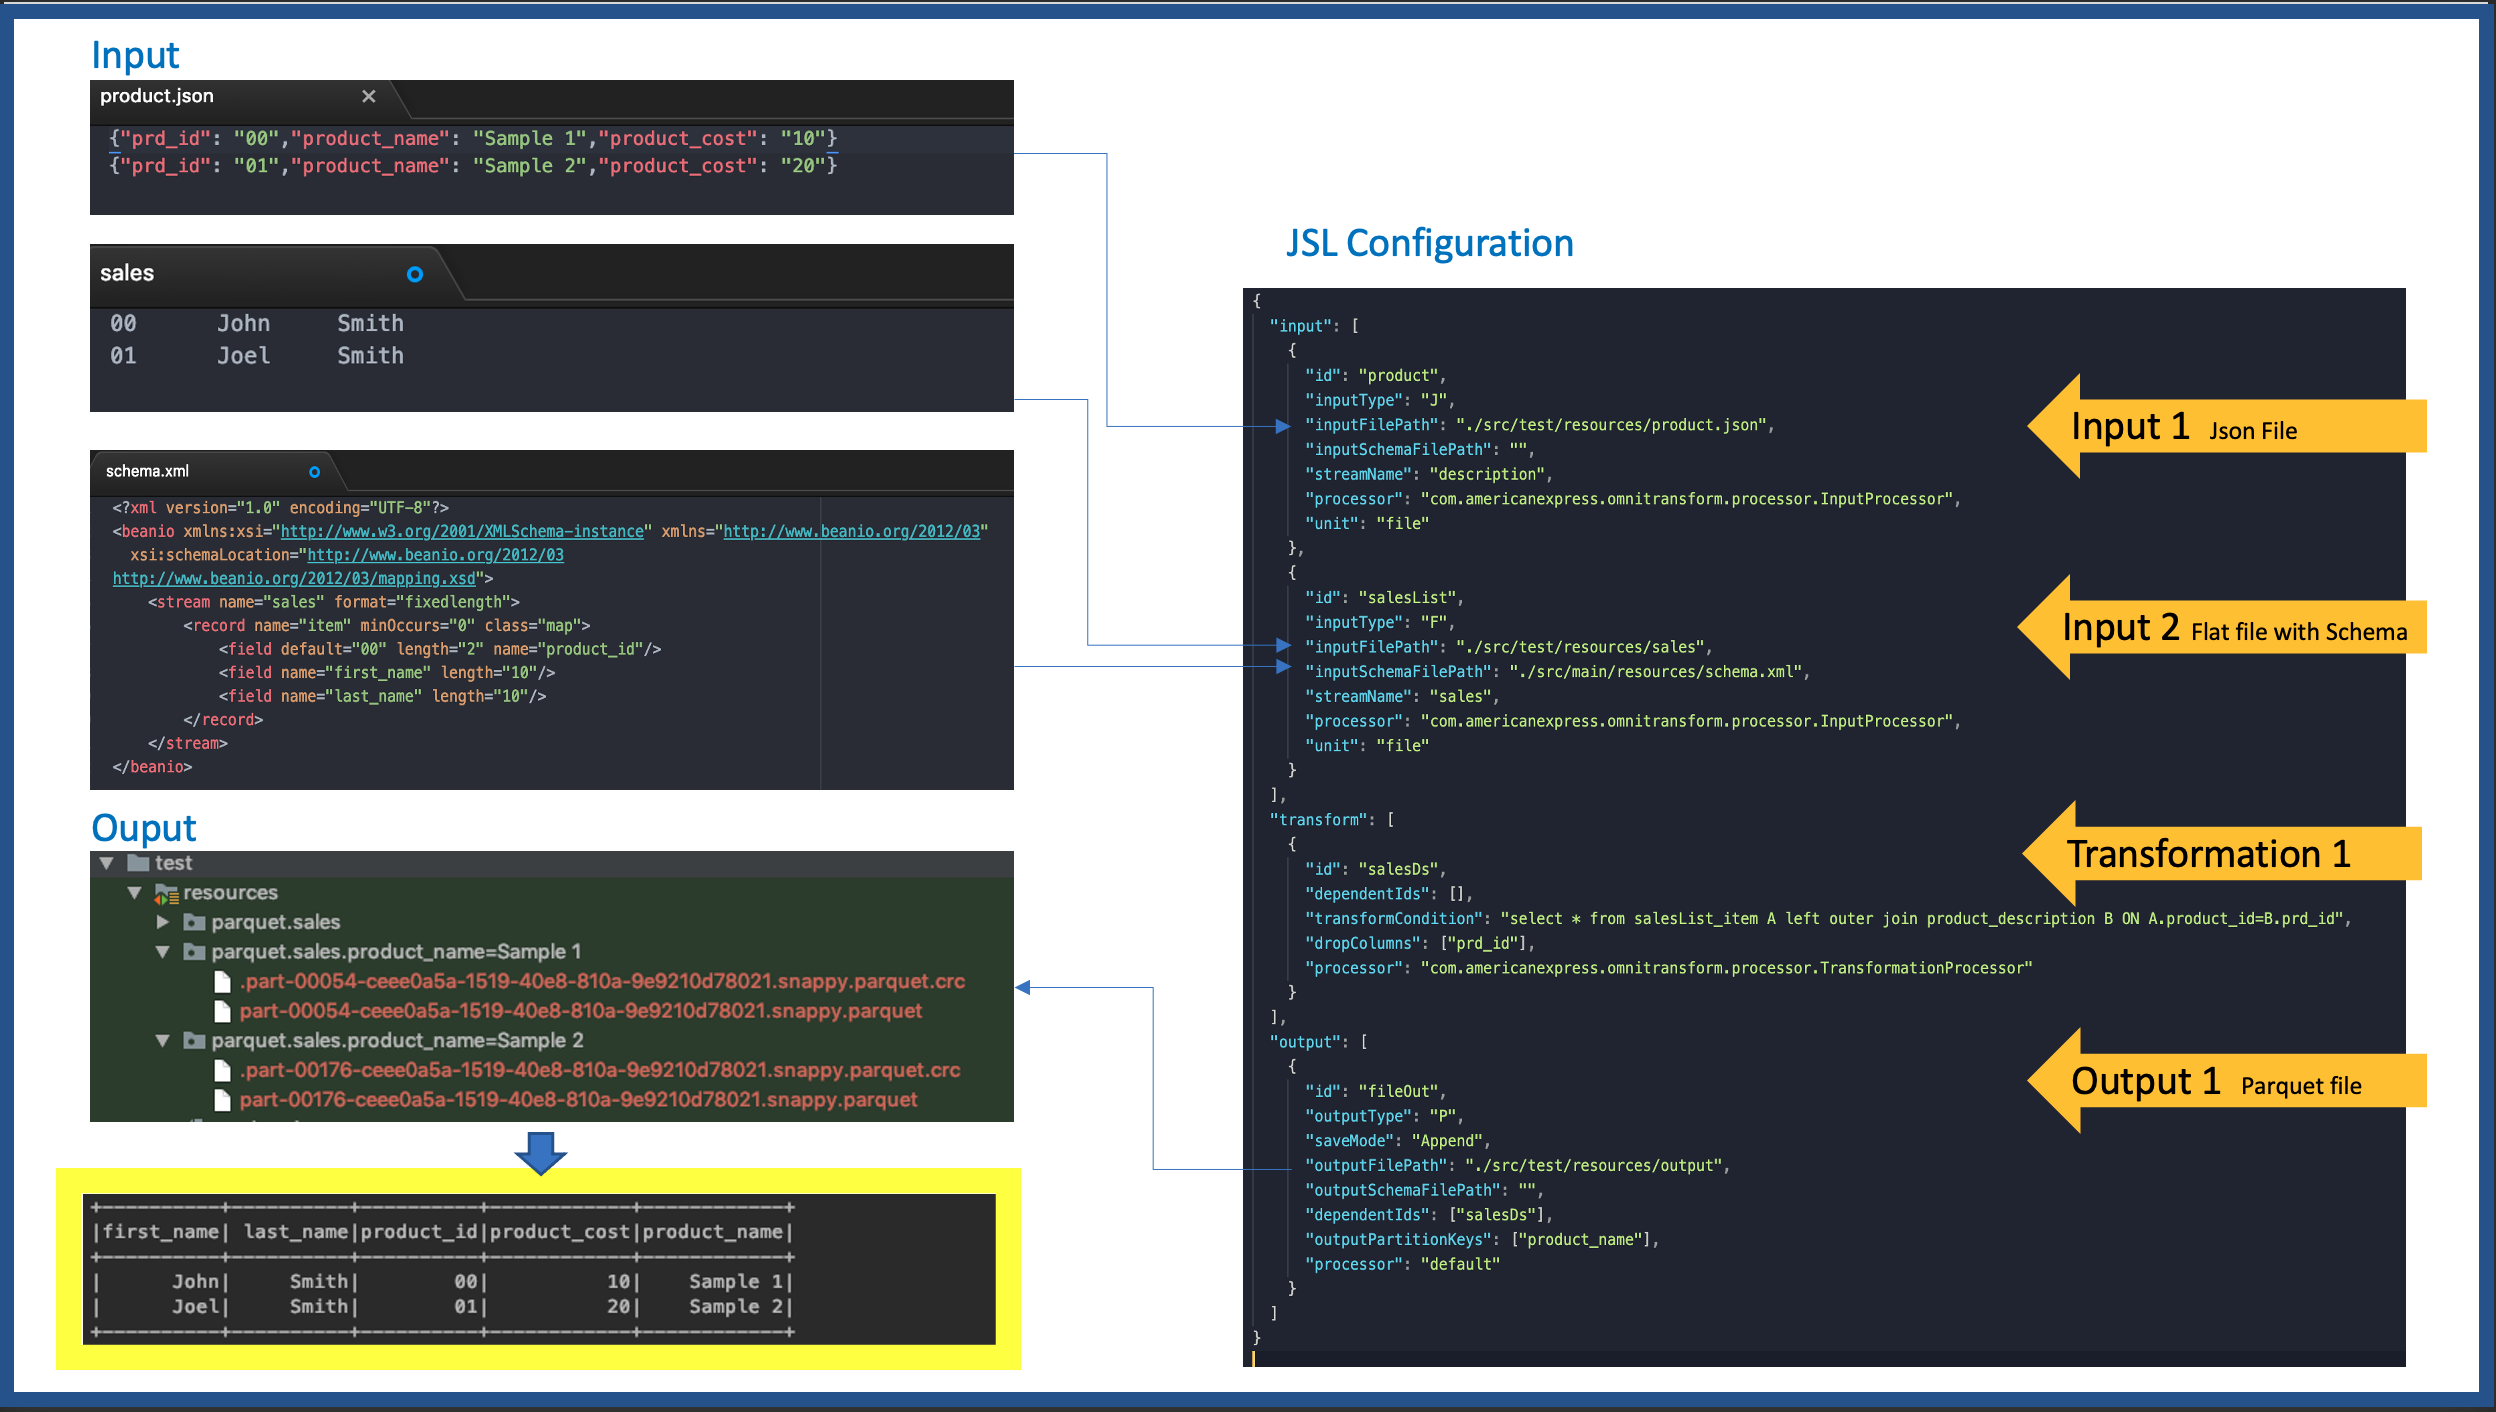 Input
product.json
{"prd_id": "00","product_name": "Sample 1","product_cost": "10"}
{"prd_id": "01","product_name": "Sample 2","product_cost": "20"}
sales
00 John Smith
01 Joel Smith
schema.xml
<?xml version="1.0" encoding="UTF-8"?>
<beanio xmlns:xsi="http://www.w3.org/2001/XMLSchema-instance" xmlns="http://www.beanio.org/2012/03"
xsi:schemaLocation="http://www.beanio.org/2012/03
http://www.beanio.org/2012/03/mapping.xsd">
<stream name="sales" format="fixedlength">
<record name="item" minOccurs="0" class="map">
<field default="00" length="2" name="product_id"/>
<field name="first_name" length="10"/>
<field name="last_name" length="10"/>
</record>
</stream>
</beanio>
Ouput
test
resources
parquet.sales
parquet.sales.product_name=Sample 1
.part-00054-ceee0a5a-1519-40e8-810a-9e9210d78021.snappy.parquet.crc
part-00054-ceee0a5a-1519-40e8-810a-9e9210d78021.snappy.parquet
parquet.sales.product_name=Sample 2
.part-00176-ceee0a5a-1519-40e8-810a-9e9210d78021.snappy.parquet.crc
part-00176-ceee0a5a-1519-40e8-810a-9e9210d78021.snappy.parquet
+----------+----------+----------+------------+------------+
|first_name| last_name|product_id|product_cost|product_name|
+----------+----------+----------+------------+------------+
| John| Smith| 00| 10| Sample 1|
| Joel| Smith| 01| 20| Sample 2|
+----------+----------+----------+------------+------------+
JSL Configuration
{
"input": [
{
"id": "product",
"inputType": "J",
"inputFilePath": "./src/test/resources/product.json",
"inputSchemaFilePath": "",
"streamName": "description",
"processor": "com.americanexpress.omnitransform.processor.InputProcessor",
"unit": "file"
},
{
"id": "salesList",
"inputType": "F",
"inputFilePath": "./src/test/resources/sales",
"inputSchemaFilePath": "./src/main/resources/schema.xml",
"streamName": "sales",
"processor": "com.americanexpress.omnitransform.processor.InputProcessor",
"unit": "file"
}
],
"transform": [
{
"id": "salesDs",
"dependentIds": [],
"transformCondition": "select * from salesList_item A left outer join product_description B ON A.product_id=B.prd_id",
"dropColumns": ["prd_id"],
"processor": "com.americanexpress.omnitransform.processor.TransformationProcessor"
}
],
"output": [
{
"id": "fileOut",
"outputType": "P",
"saveMode": "Append",
"outputFilePath": "./src/test/resources/output",
"outputSchemaFilePath": "",
"dependentIds": ["salesDs"],
"outputPartitionKeys": ["product_name"],
"processor": "default"
}
]
}
Input 1 Json File
Input 2 Flat file with Schema
Transformation 1
Output 1 Parquet file